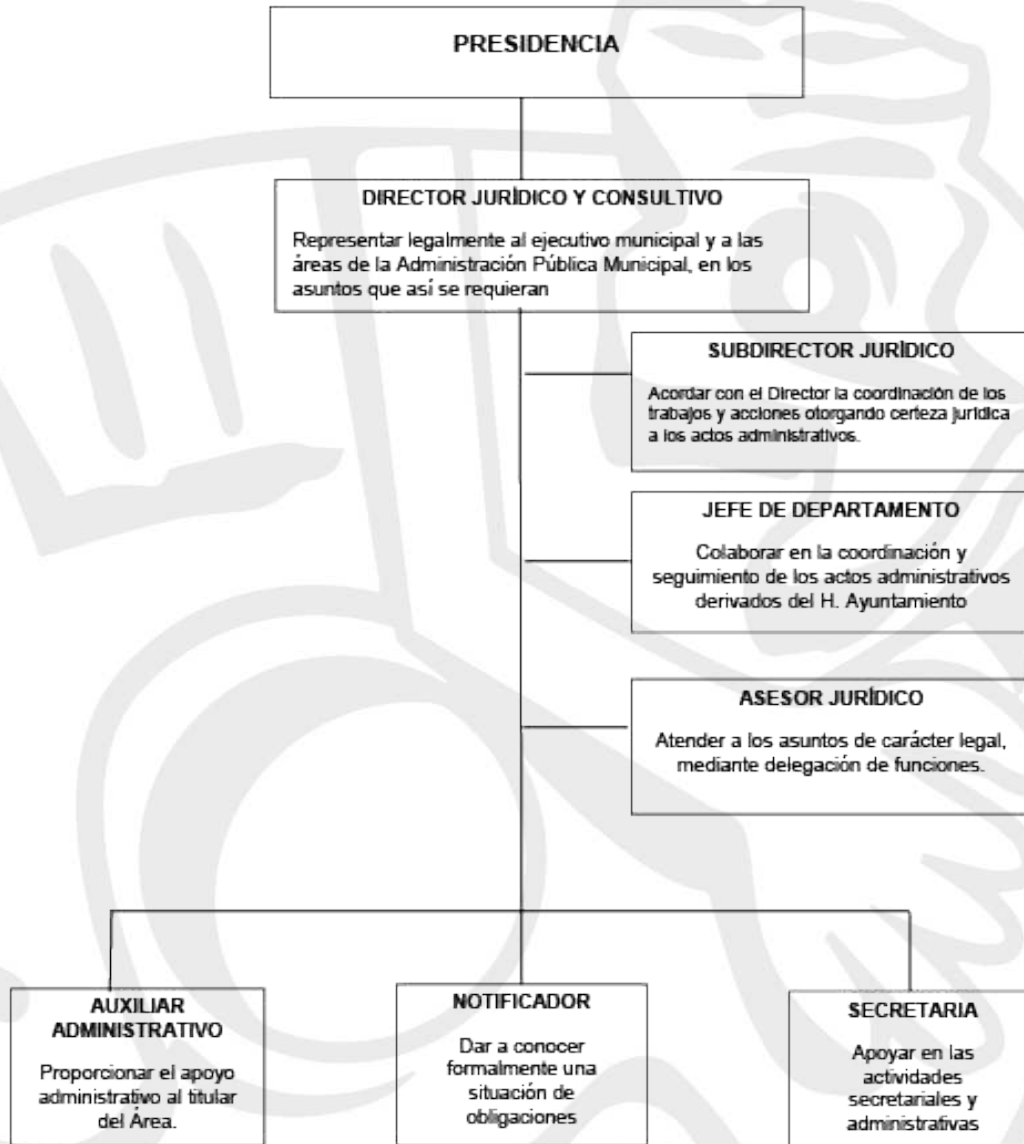 PRESIDENCIA
DIRECTOR JURÍDICO Y CONSULTIVO
Representar legalmente al ejecutivo municipal y a las
áreas de la Administración Pública Municipal, en los
asuntos que así se requieran
SUBDIRECTOR JURÍDICO
Acordar con el Director la coordinación de los
trabajos y acciones otorgando certeza jurídica
a los actos administrativos.
JEFE DE DEPARTAMENTO
Colaborar en la coordinación y
seguimiento de los actos administrativos
derivados del H. Ayuntamiento
ASESOR JURÍDICO
Atender a los asuntos de carácter legal,
mediante delegación de funciones.
AUXILIAR
ADMINISTRATIVO
Proporcionar el apoyo
administrativo al titular
del Área.
NOTIFICADOR
Dar a conocer
formalmente una
situación de
obligaciones
SECRETARIA
Apoyar en las
actividades
secretariales y
administrativas